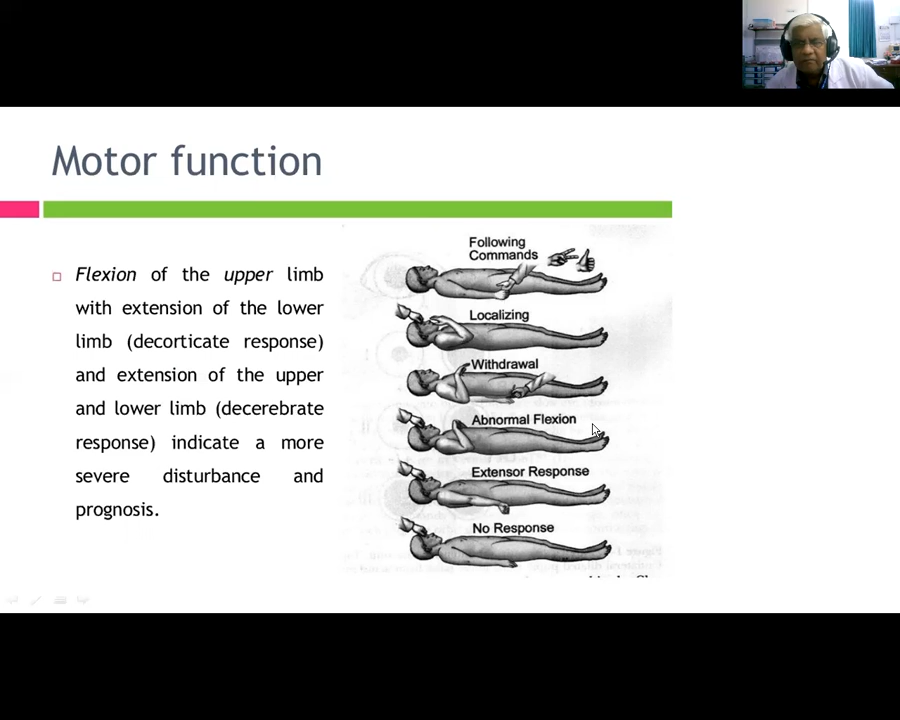 Motor function
Flexion of the upper limb
with extension of the lower
limb (decorticate response)
and extension of the upper
and lower limb (decerebrate
response) indicate a more
severe disturbance and
prognosis.
Following
Commands
Localizing
Withdrawal
Abnormal Flexion
Extensor Response
No Response